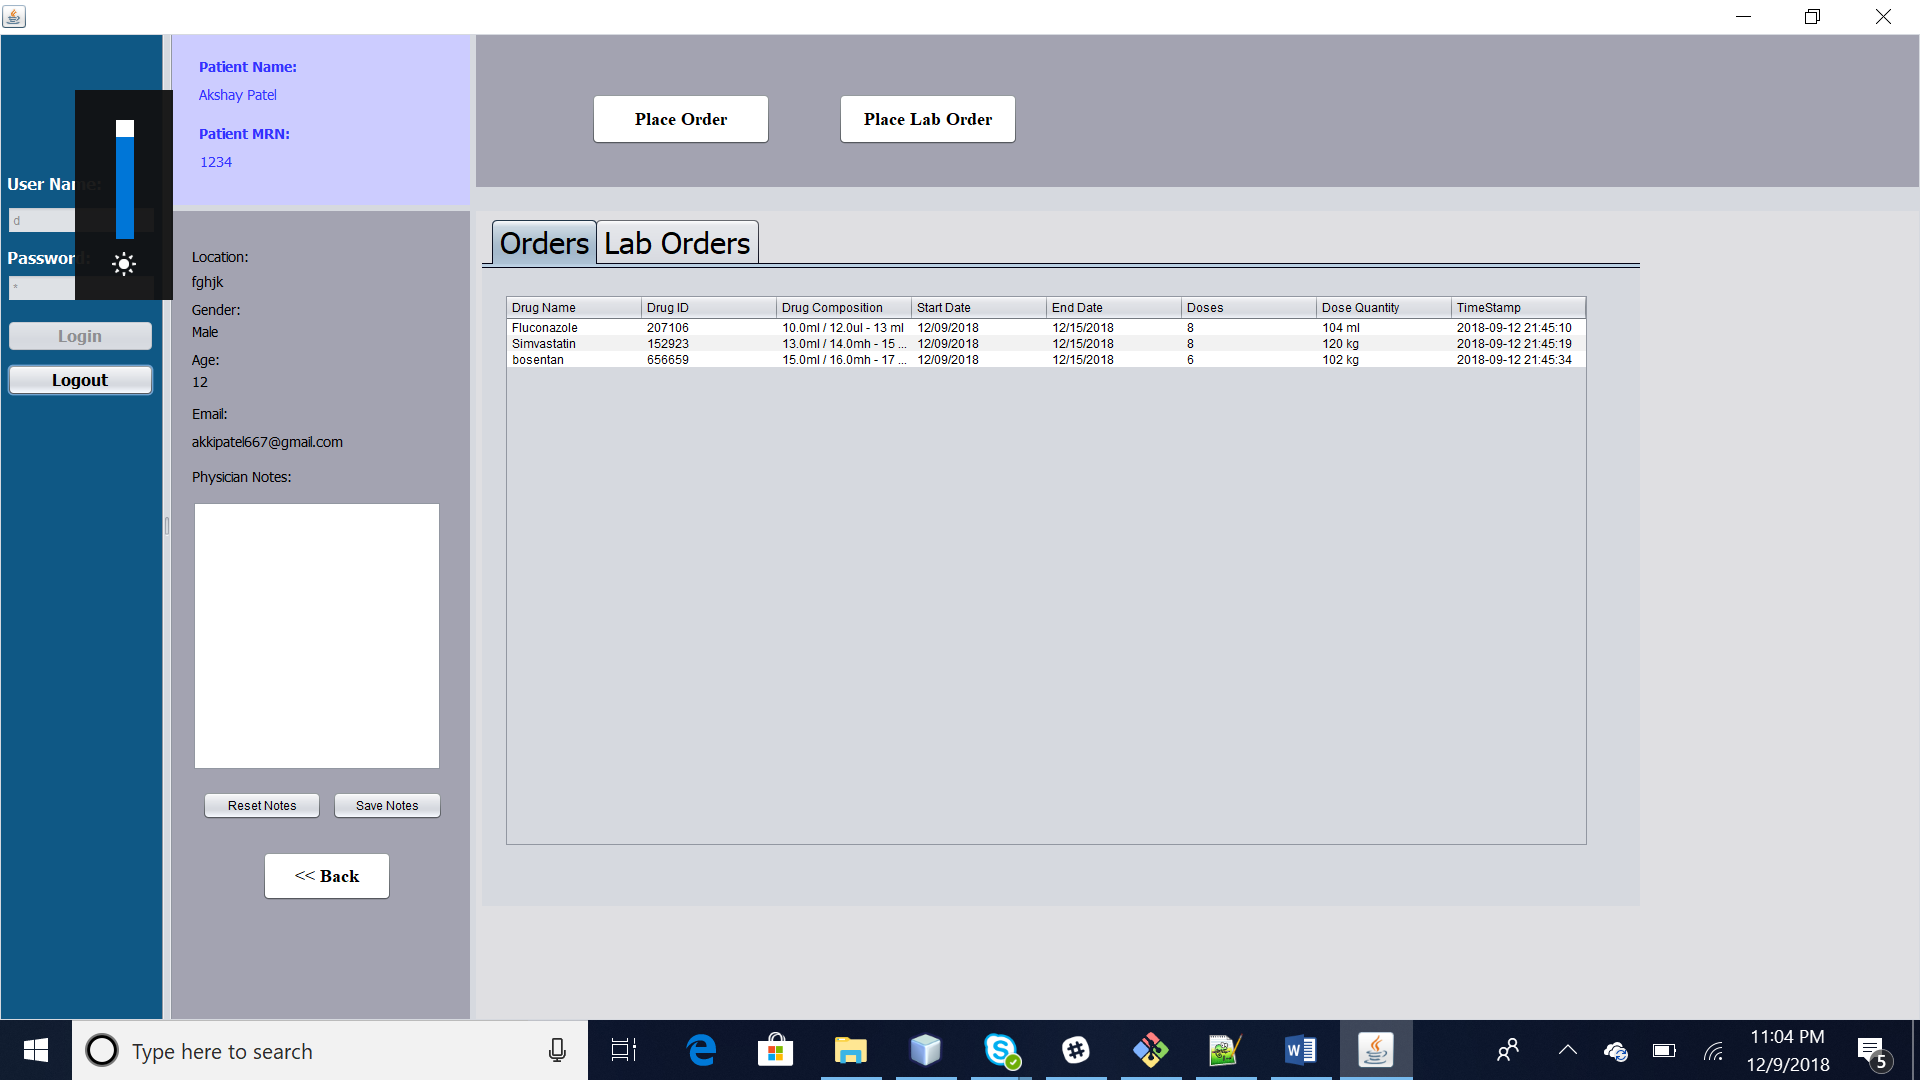 Patient Name:
Akshay Patel
Patient MRN:
1234
Place Order
Place Lab Order
User Name:
d
Password:
*
Login
Logout
Location:
fghjk
Gender:
Male
Age:
12
Email:
akkipatel667@gmail.com
Physician Notes:
Reset Notes
Save Notes
<< Back
Orders
Lab Orders
Drug Name Drug ID Drug Composition Start Date End Date Doses Dose Quantity TimeStamp
Fluconazole 207106 10.0ml / 12.0ul - 13 ml 12/09/2018 12/15/2018 8 104 ml 2018-09-12 21:45:10
Simvastatin 152923 13.0ml / 14.0mh - 15 ... 12/09/2018 12/15/2018 8 120 kg 2018-09-12 21:45:19
bosentan 656659 15.0ml / 16.0mh - 17 ... 12/09/2018 12/15/2018 6 102 kg 2018-09-12 21:45:34
Type here to search
11:04 PM
12/9/2018
5